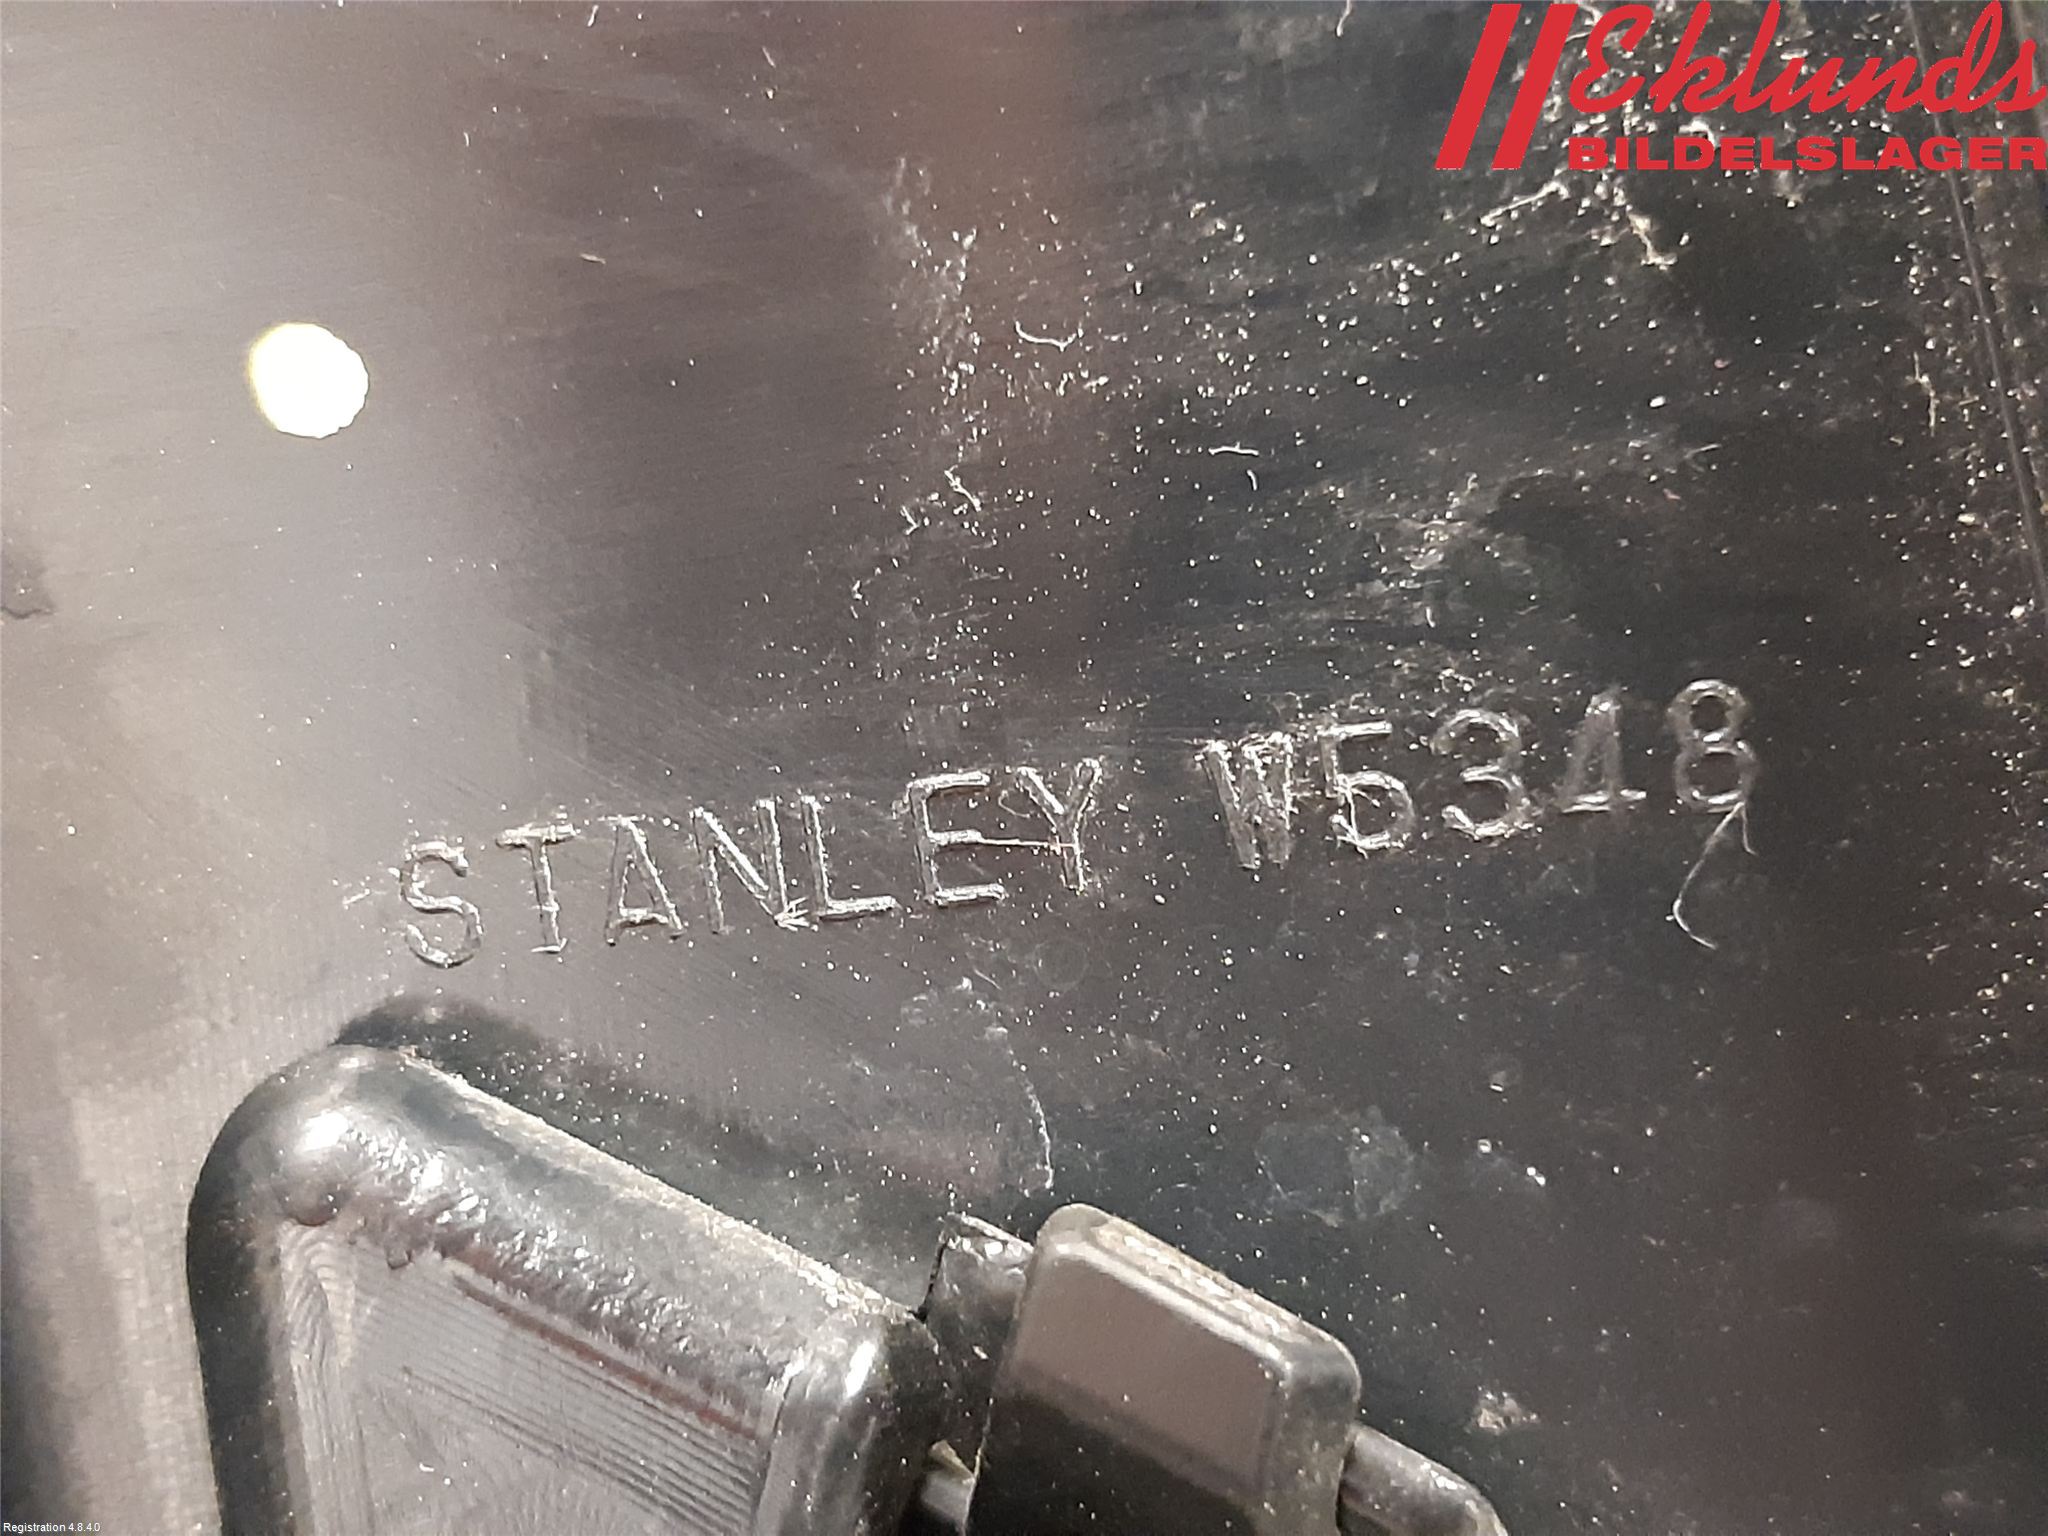 Eklunds
BILDELSLAGER
STANLEY W5348
Registration 4.8.4.0